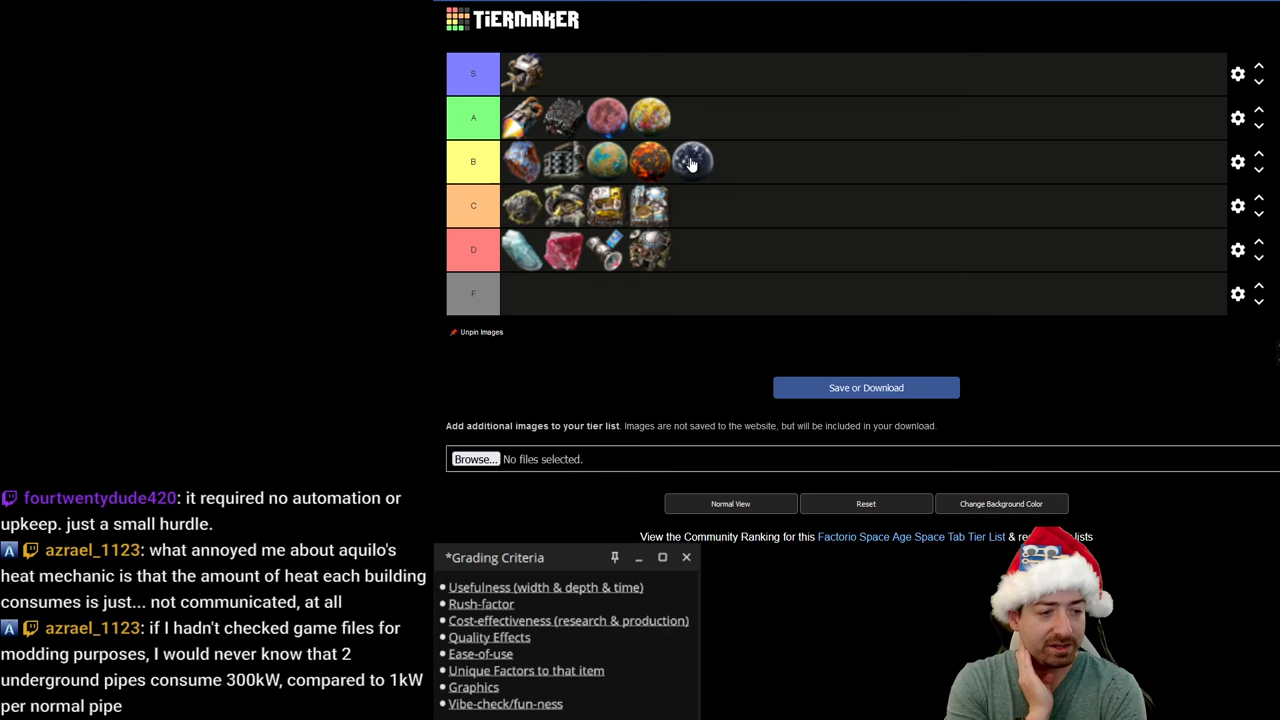 TIERMAKER
S
A
B
C
D
F
Unpin Images
Save or Download
Add additional images to your tier list. Images are not saved to the website, but will be included in your download.
Browse... No files selected.
Normal View
Reset
Change Background Color
View the Community Ranking for this Factorio Space Age Space Tab Tier List & re lists
fourtwentydude420: it required no automation or
upkeep. just a small hurdle.
A azrael_1123: what annoyed me about aquilo's
heat mechanic is that the amount of heat each building
consumes is just... not communicated, at all
A azrael_1123: if I hadn't checked game files for
modding purposes, I would never know that 2
underground pipes consume 300kW, compared to 1kW
per normal pipe
*Grading Criteria
• Usefulness (width & depth & time)
• Rush-factor
• Cost-effectiveness (research & production)
• Quality Effects
• Ease-of-use
• Unique Factors to that item
• Graphics
• Vibe-check/fun-ness